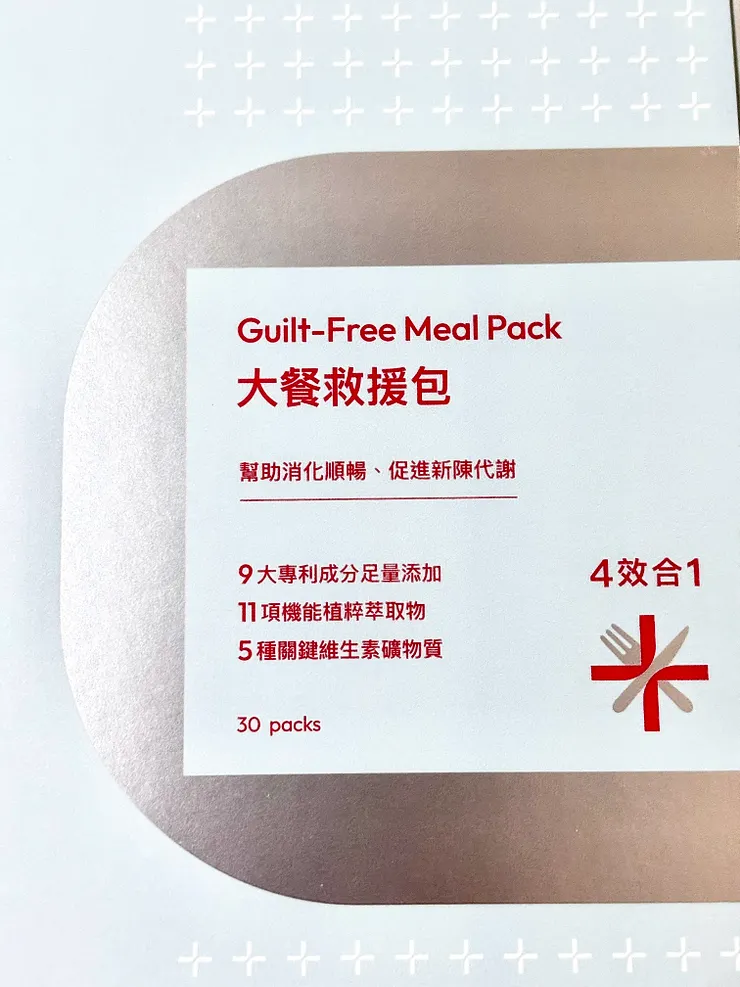 Guilt-Free Meal Pack
大餐救援包
幫助消化順暢、促進新陳代謝
9大專利成分足量添加
11項機能植粹萃取物
5種關鍵維生素礦物質
4效合1
30 packs